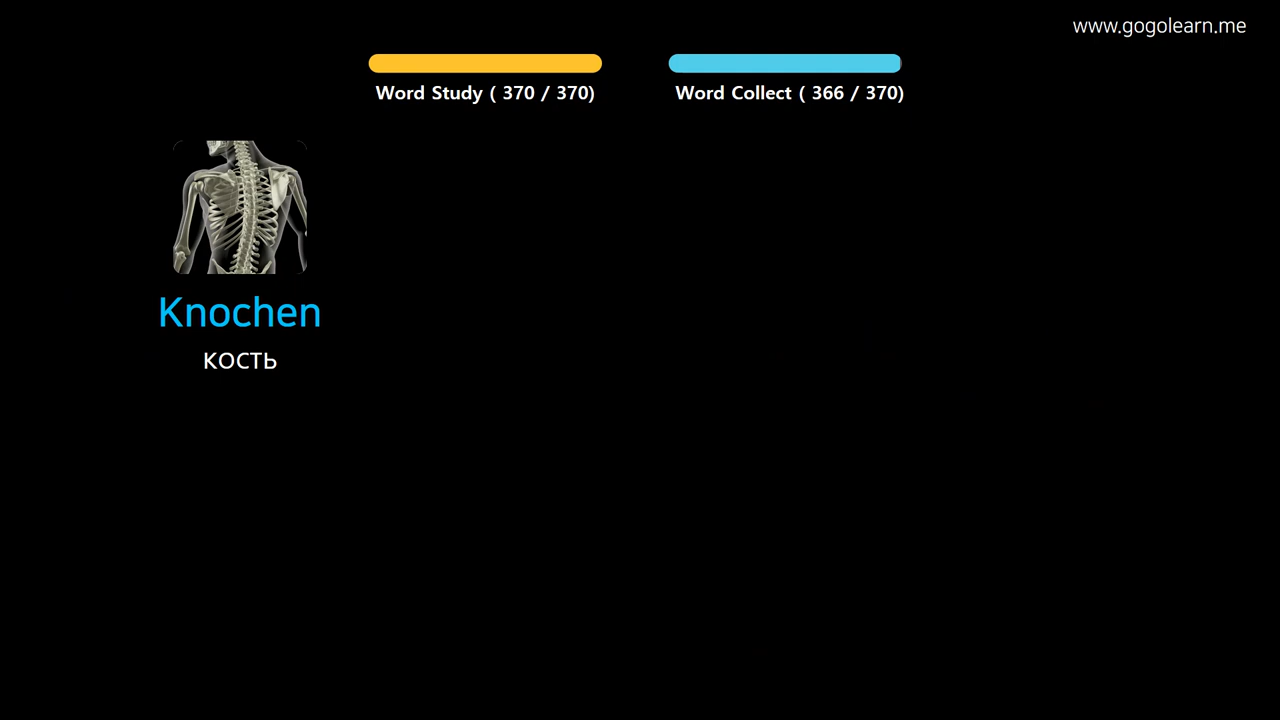 www.gogolearn.me
Word Study ( 370 / 370)
Word Collect ( 366 / 370)
Knochen
кость